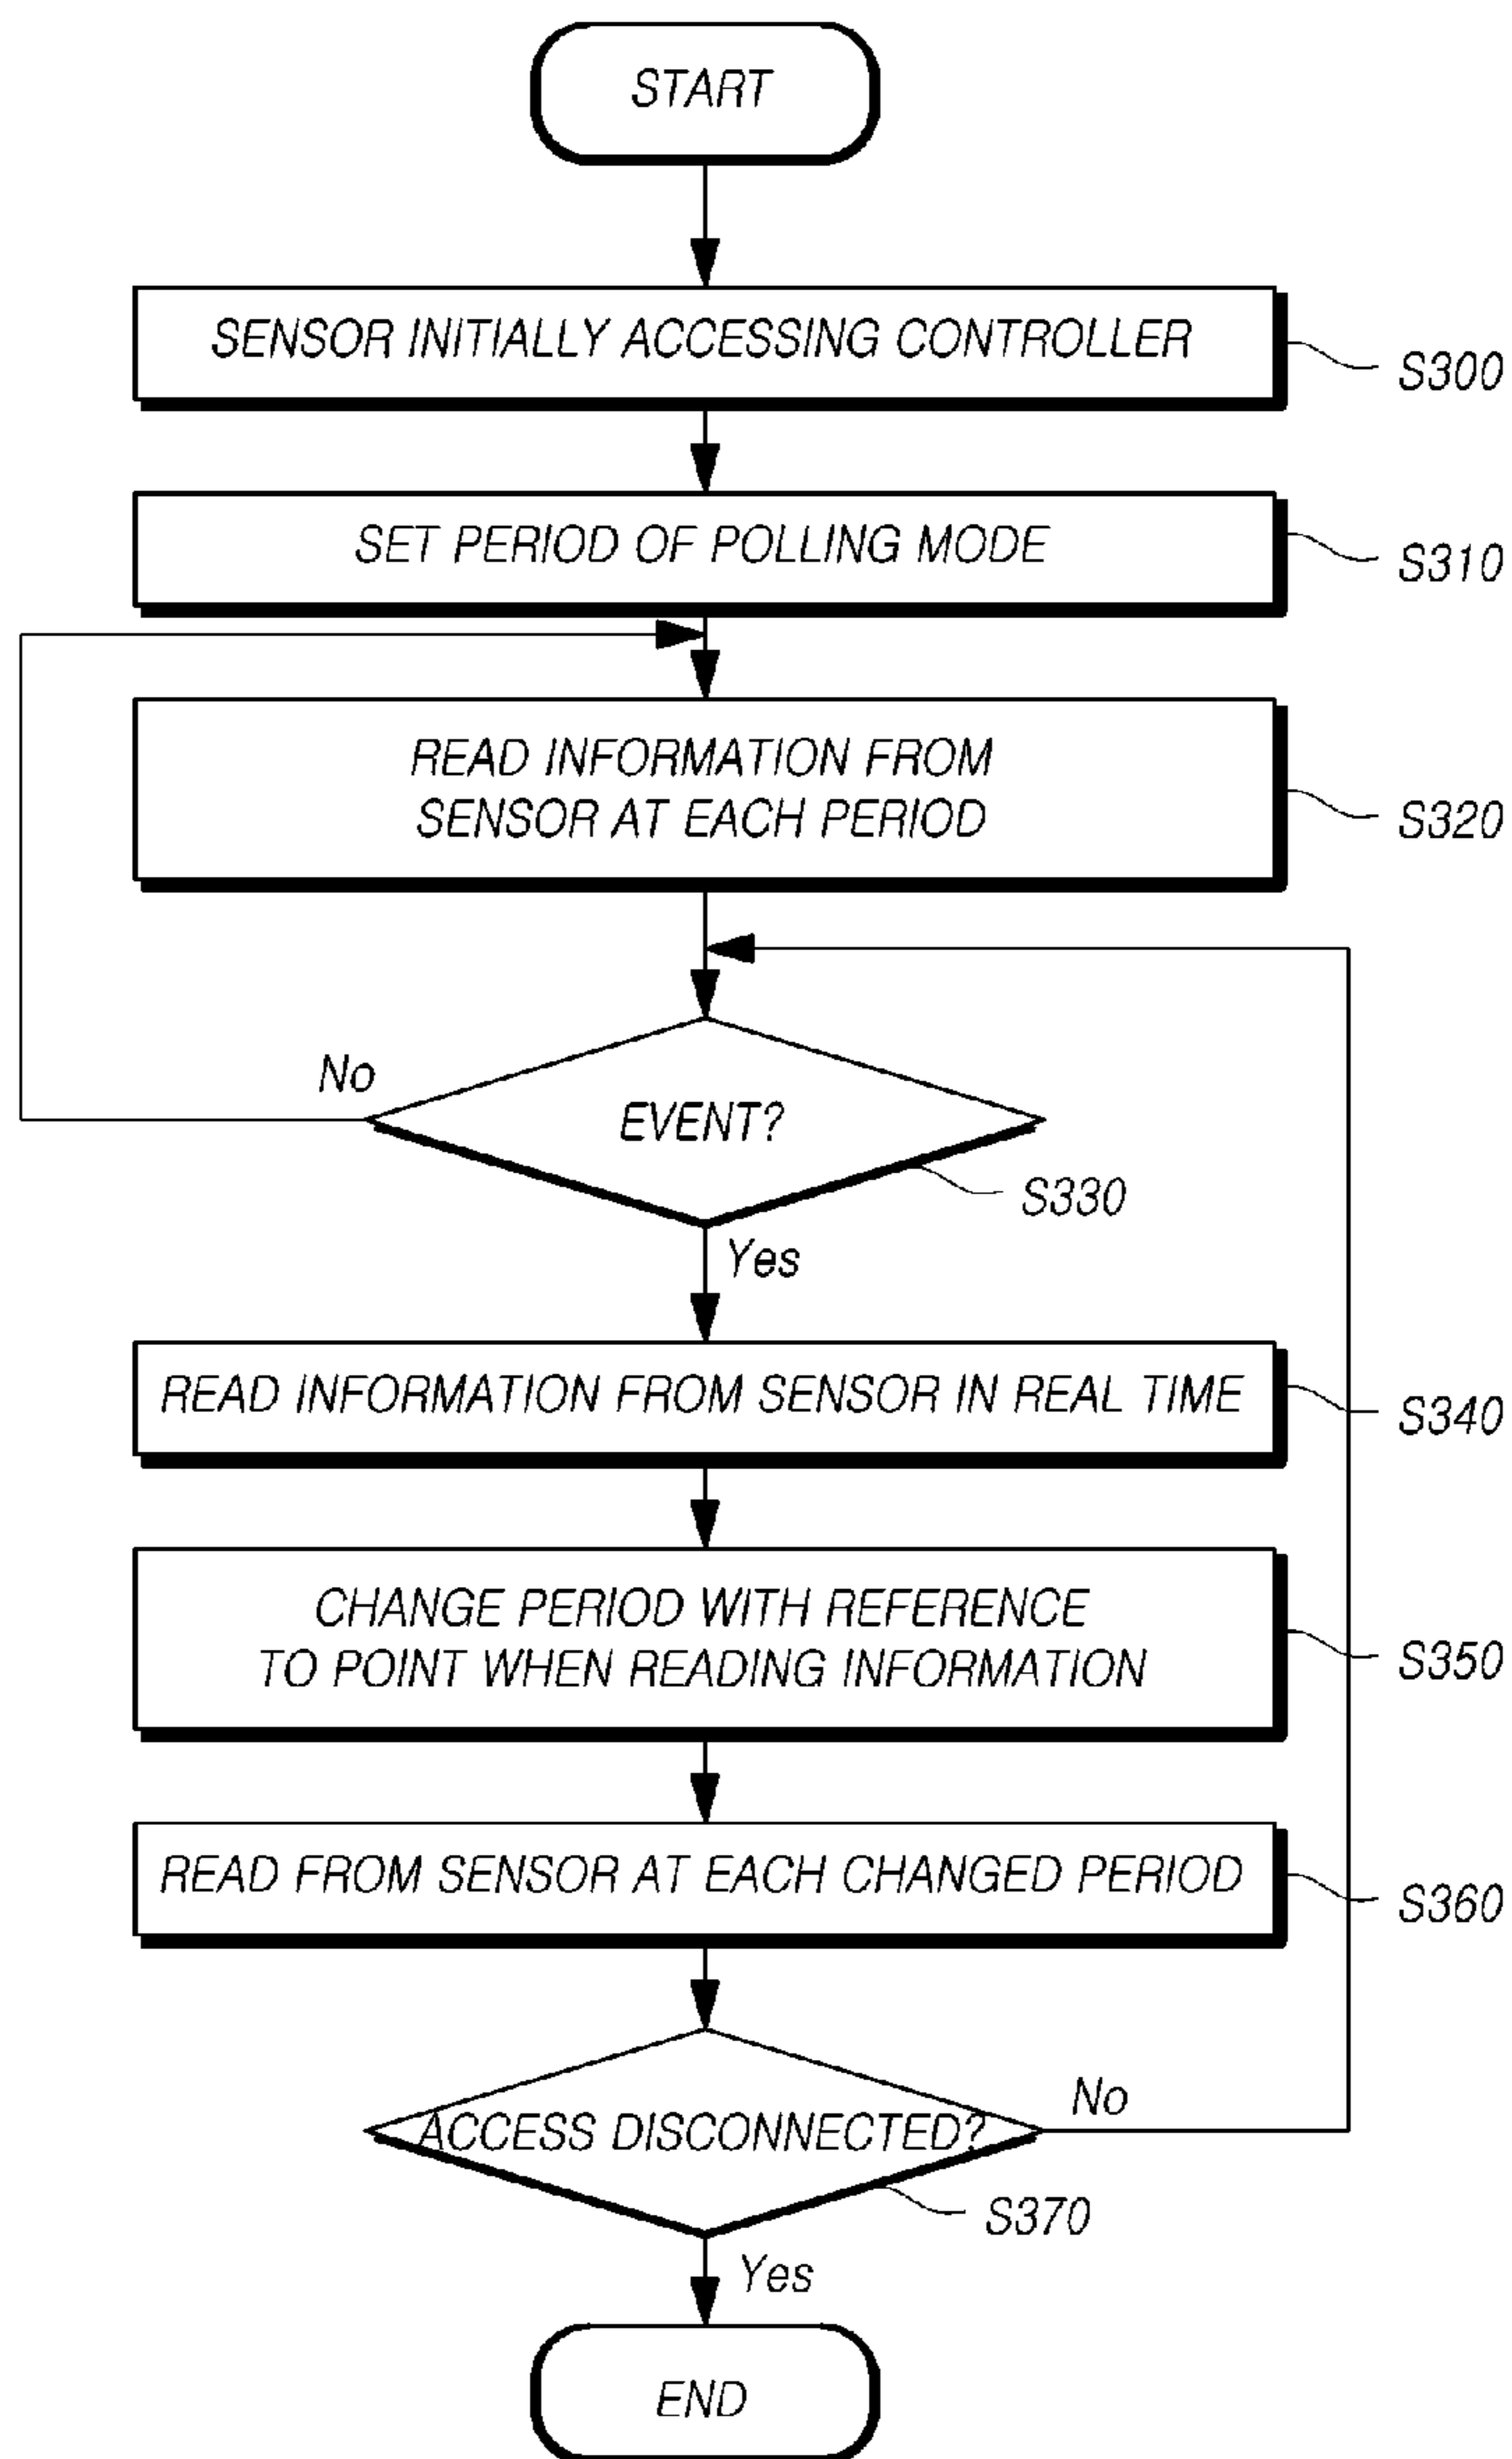 START
SENSOR INITIALLY ACCESSING CONTROLLER
S300
SET PERIOD OF POLLING MODE
S310
READ INFORMATION FROM
SENSOR AT EACH PERIOD
S320
No
EVENT?
S330
Yes
READ INFORMATION FROM SENSOR IN REAL TIME
S340
CHANGE PERIOD WITH REFERENCE
TO POINT WHEN READING INFORMATION
S350
READ FROM SENSOR AT EACH CHANGED PERIOD
S360
No
ACCESS DISCONNECTED?
S370
Yes
END